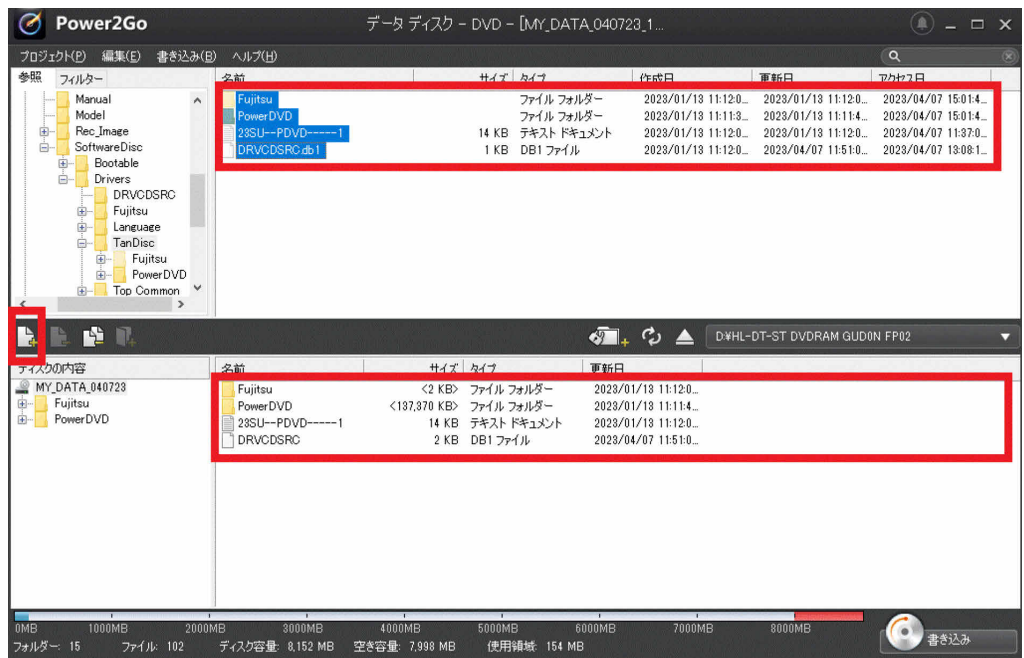 Power2Go
データ ディスク - DVD - [MY_DATA_040723_1...
プロジェクト(P) 編集(E) 書き込み(B) ヘルプ(H)
参照 フィルター
Manual
Model
Rec_Image
SoftwareDisc
Bootable
Drivers
DRVCDSRC
Fujitsu
Language
TanDisc
Fujitsu
PowerDVD
Top Common
名前 サイズ タイプ 作成日 更新日 アクセス日
Fujitsu ファイル フォルダー 2023/01/13 11:12:0... 2023/01/13 11:12:0... 2023/04/07 15:01:4...
PowerDVD ファイル フォルダー 2023/01/13 11:11:3... 2023/01/13 11:11:4... 2023/04/07 15:01:4...
23SU--PDVD-----1 14 KB テキスト ドキュメント 2023/01/13 11:12:0... 2023/01/13 11:12:0... 2023/04/07 11:37:0...
DRVCDSRC.db1 1 KB DB1 ファイル 2023/01/13 11:12:0... 2023/04/07 11:51:0... 2023/04/07 13:08:1...
D:¥HL-DT-ST DVDRAM GUD0N FP02
ディスクの内容
MY_DATA_040723
Fujitsu
PowerDVD
名前 サイズ タイプ 更新日
Fujitsu <2 KB> ファイル フォルダー 2023/01/13 11:12:0...
PowerDVD <137,370 KB> ファイル フォルダー 2023/01/13 11:11:4...
23SU--PDVD-----1 14 KB テキスト ドキュメント 2023/01/13 11:12:0...
DRVCDSRC 2 KB DB1 ファイル 2023/04/07 11:51:0...
0MB 1000MB 2000MB 3000MB 4000MB 5000MB 6000MB 7000MB 8000MB
フォルダー: 15 ファイル: 102 ディスク容量: 8,152 MB 空き容量: 7,998 MB 使用領域: 154 MB
書き込み